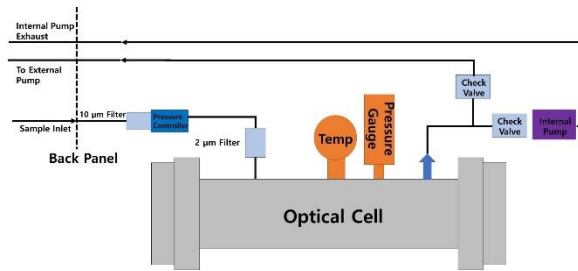 Internal Pump
Exhaust
To External
Pump
10 μm Filter
Sample Inlet
Back Panel
Pressure
Controller
2 μm Filter
Temp
Pressure
Gauge
Check
Valve
Check
Valve
Internal
Pump
Optical Cell